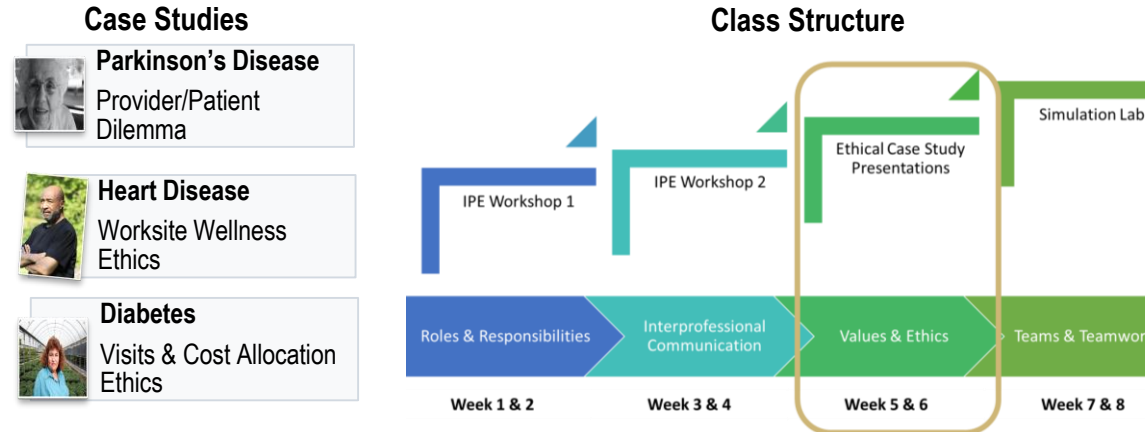 Case Studies
Parkinson's Disease
Provider/Patient
Dilemma
Heart Disease
Worksite Wellness
Ethics
Diabetes
Visits & Cost Allocation
Ethics
Class Structure
IPE Workshop 1
IPE Workshop 2
Ethical Case Study
Presentations
Simulation Lab
Roles & Responsibilities
Interprofessional
Communication
Values & Ethics
Teams & Teamwor
Week 1 & 2
Week 3 & 4
Week 5 & 6
Week 7 & 8